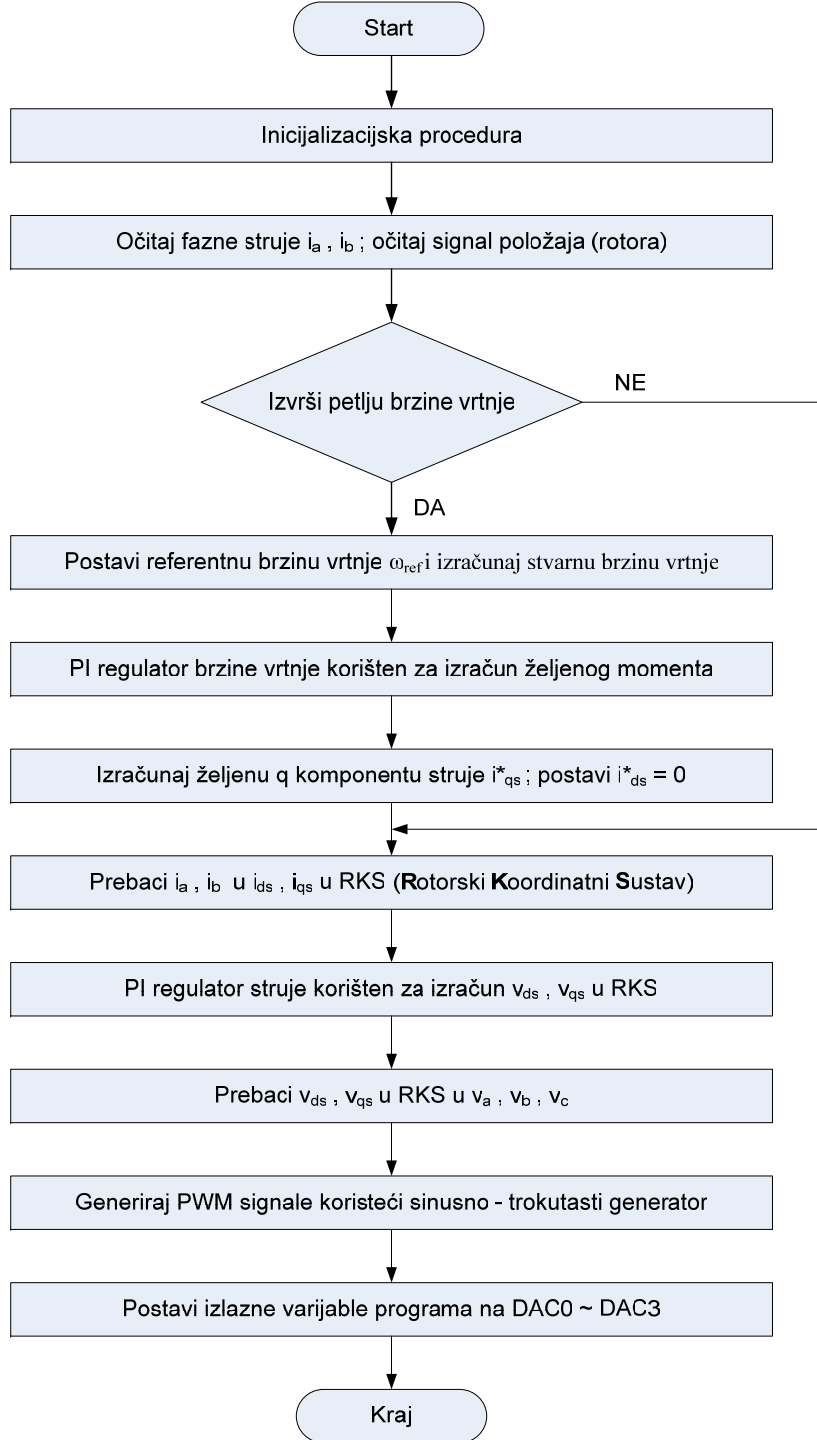 Start
Inicijalizacijska procedura
Očitaj fazne struje ia , ib ; očitaj signal položaja (rotora)
Izvrši petlju brzine vrtnje
NE
DA
Postavi referentnu brzinu vrtnje ωref i izračunaj stvarnu brzinu vrtnje
PI regulator brzine vrtnje korišten za izračun željenog momenta
Izračunaj željenu q komponentu struje i*qs ; postavi i*ds = 0
Prebaci ia , ib u ids , iqs u RKS (Rotorski Koordinatni Sustav)
PI regulator struje korišten za izračun vds , vqs u RKS
Prebaci vds , vqs u RKS u va , vb , vc
Generiraj PWM signale koristeći sinusno - trokutasti generator
Postavi izlazne varijable programa na DAC0 ~ DAC3
Kraj